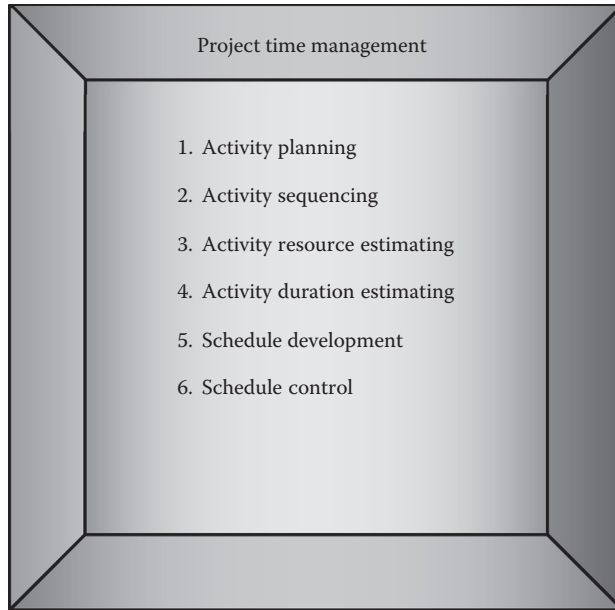 Project time management
1. Activity planning
2. Activity sequencing
3. Activity resource estimating
4. Activity duration estimating
5. Schedule development
6. Schedule control